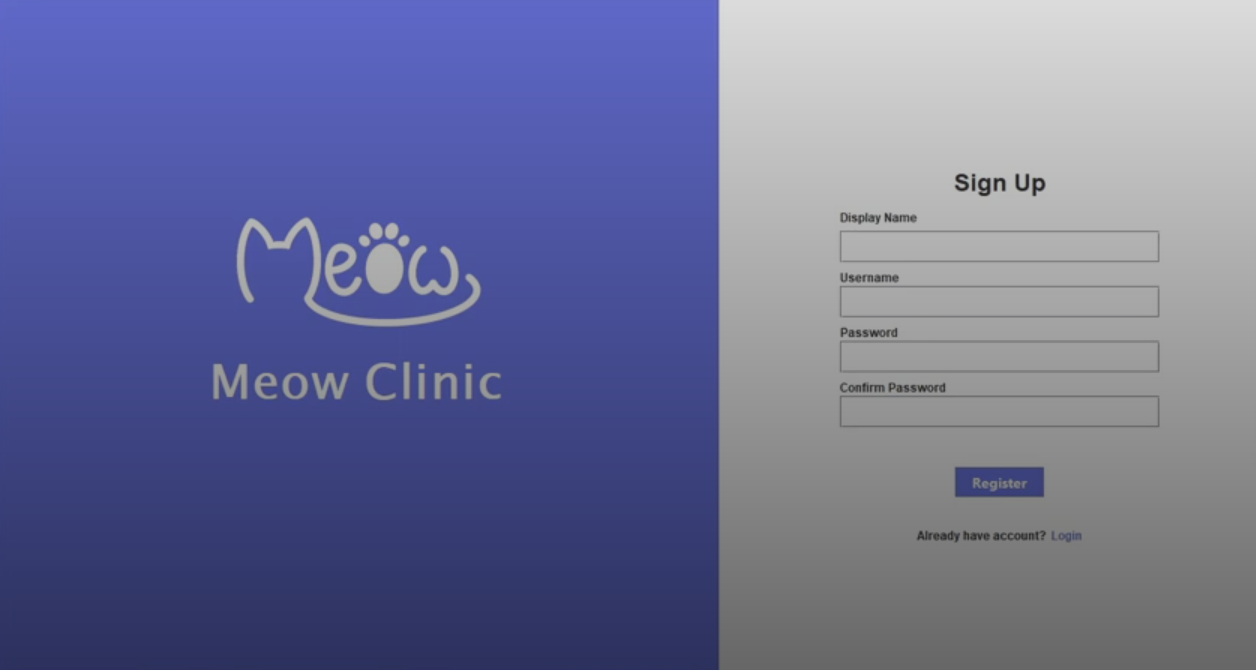 Meow
Meow Clinic
Sign Up
Display Name
Username
Password
Confirm Password
Register
Already have account? Login